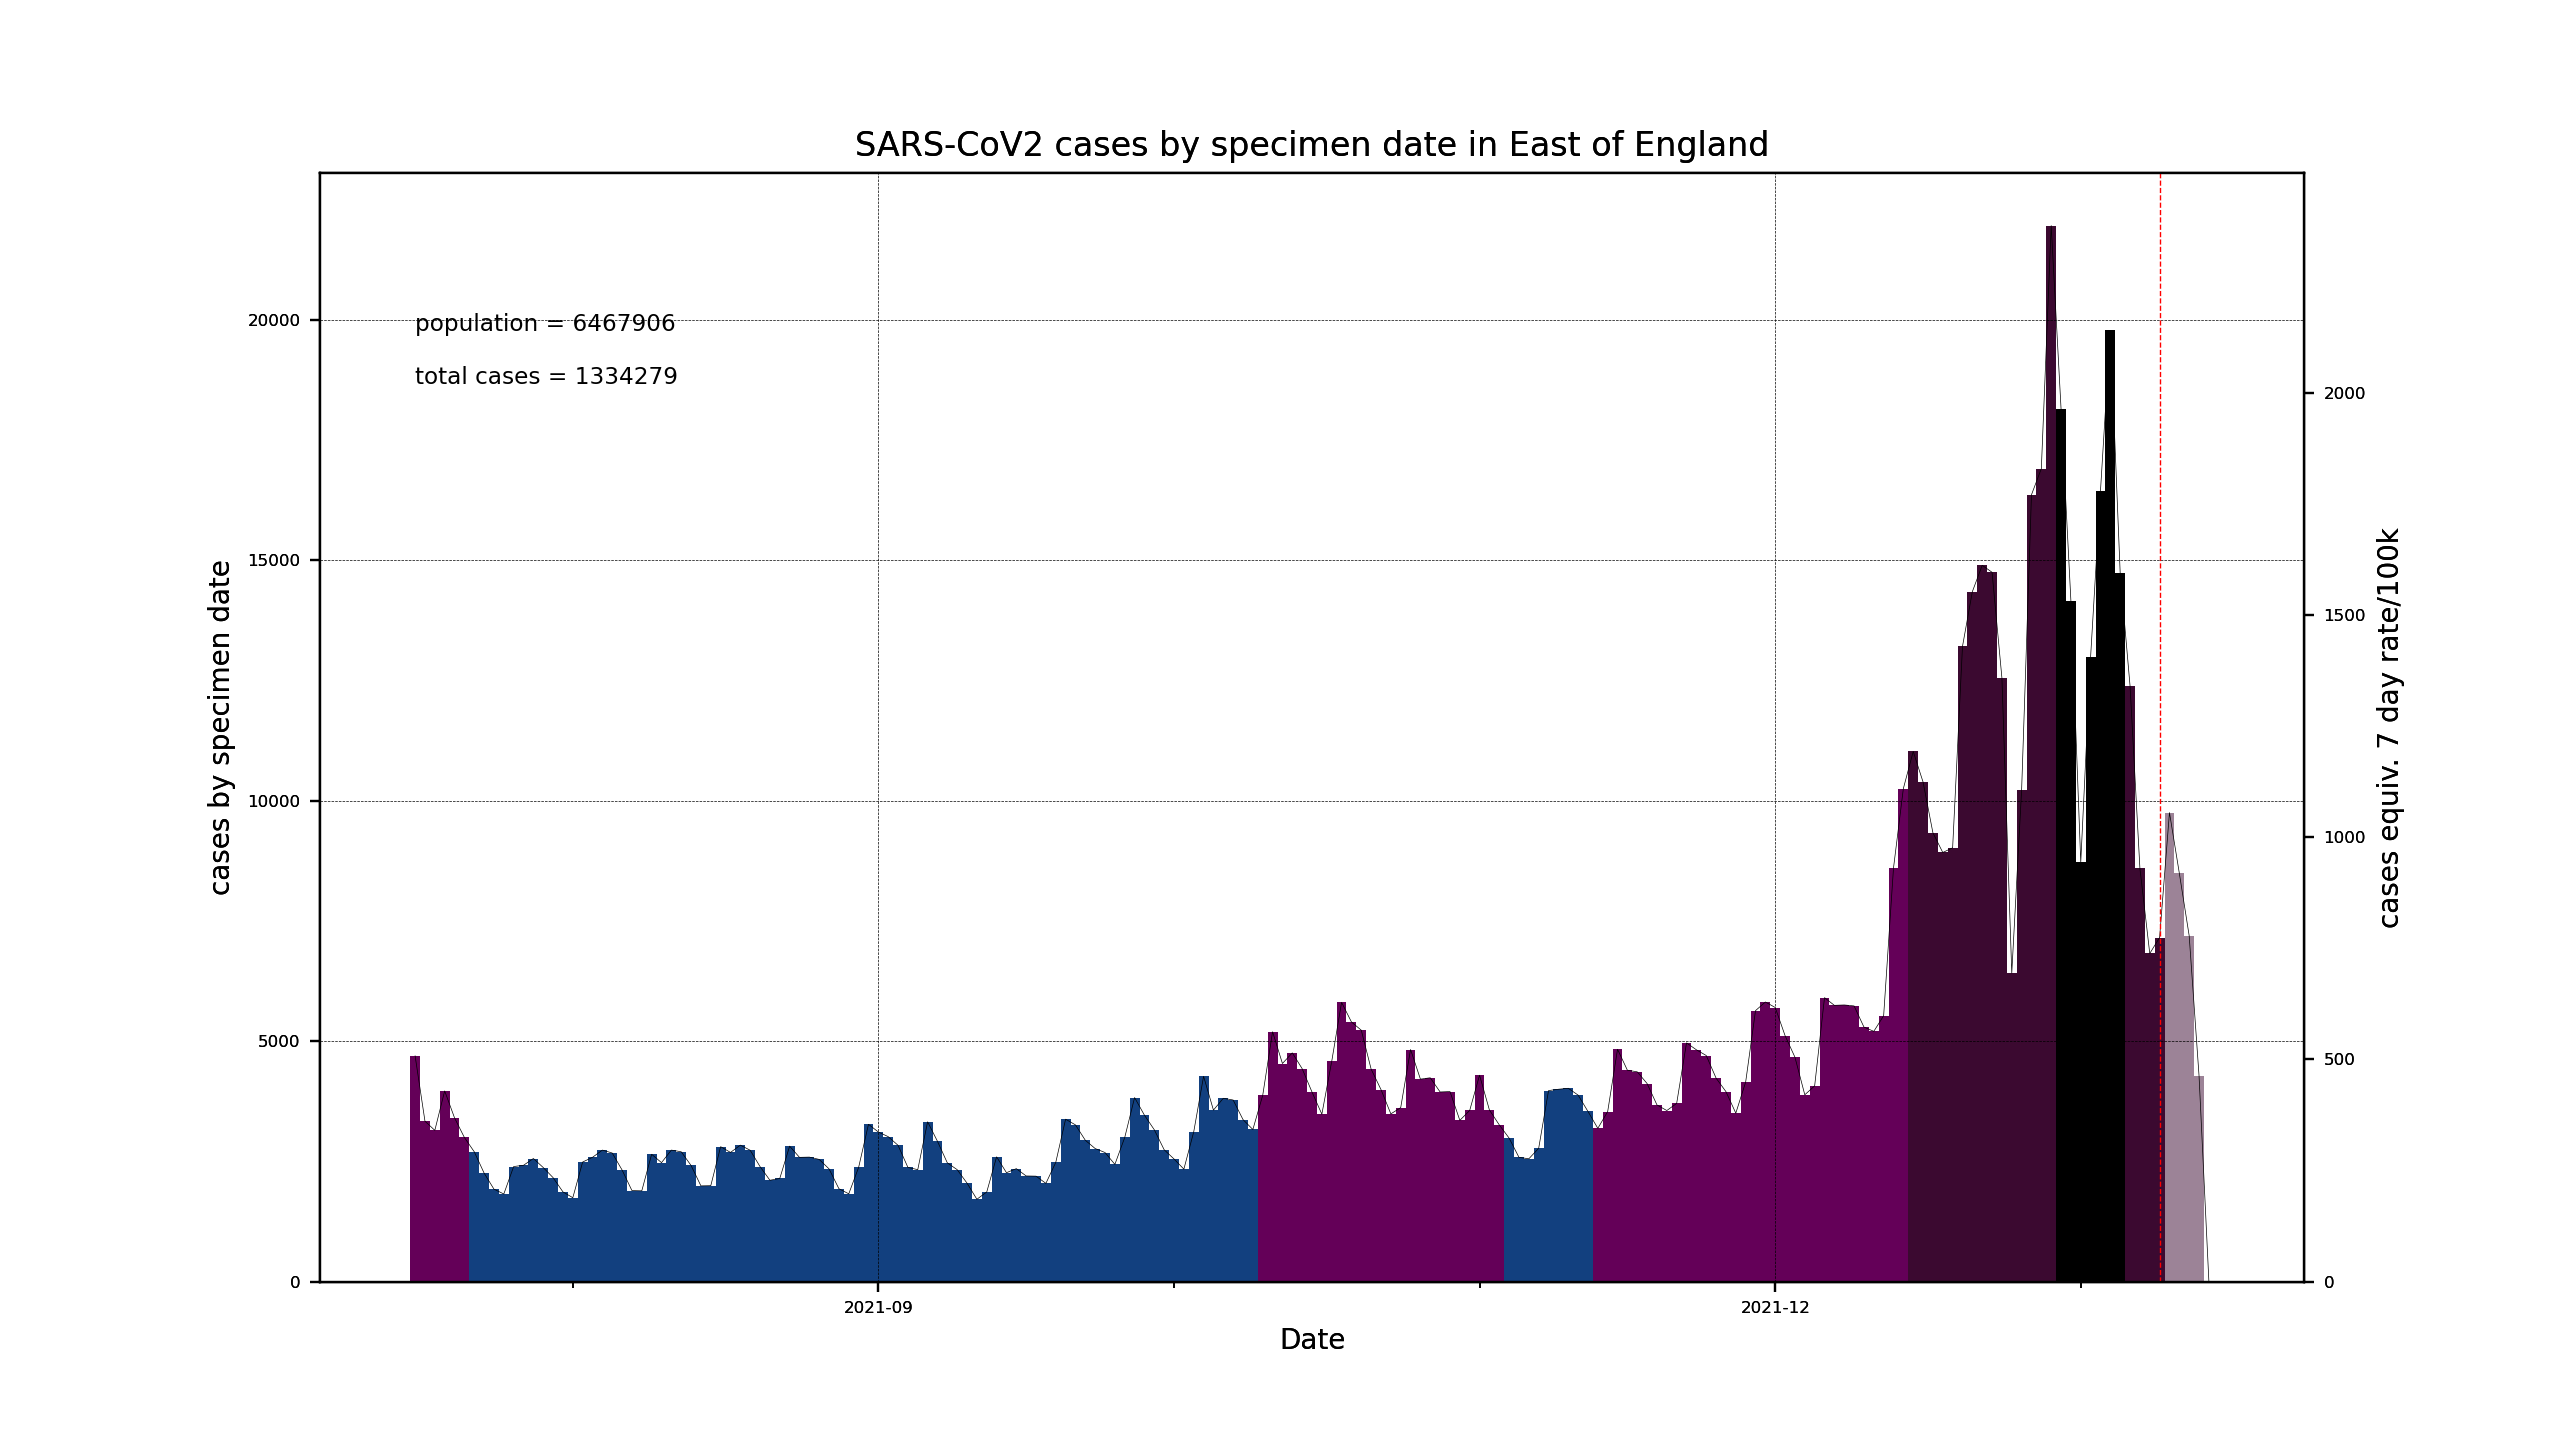 SARS-CoV2 cases by specimen date in East of England
population = 6467906
total cases = 1334279
cases by specimen date
20000
15000
10000
5000
0
cases equiv. 7 day rate/100k
2000
1500
1000
500
0
2021-09
2021-12
Date